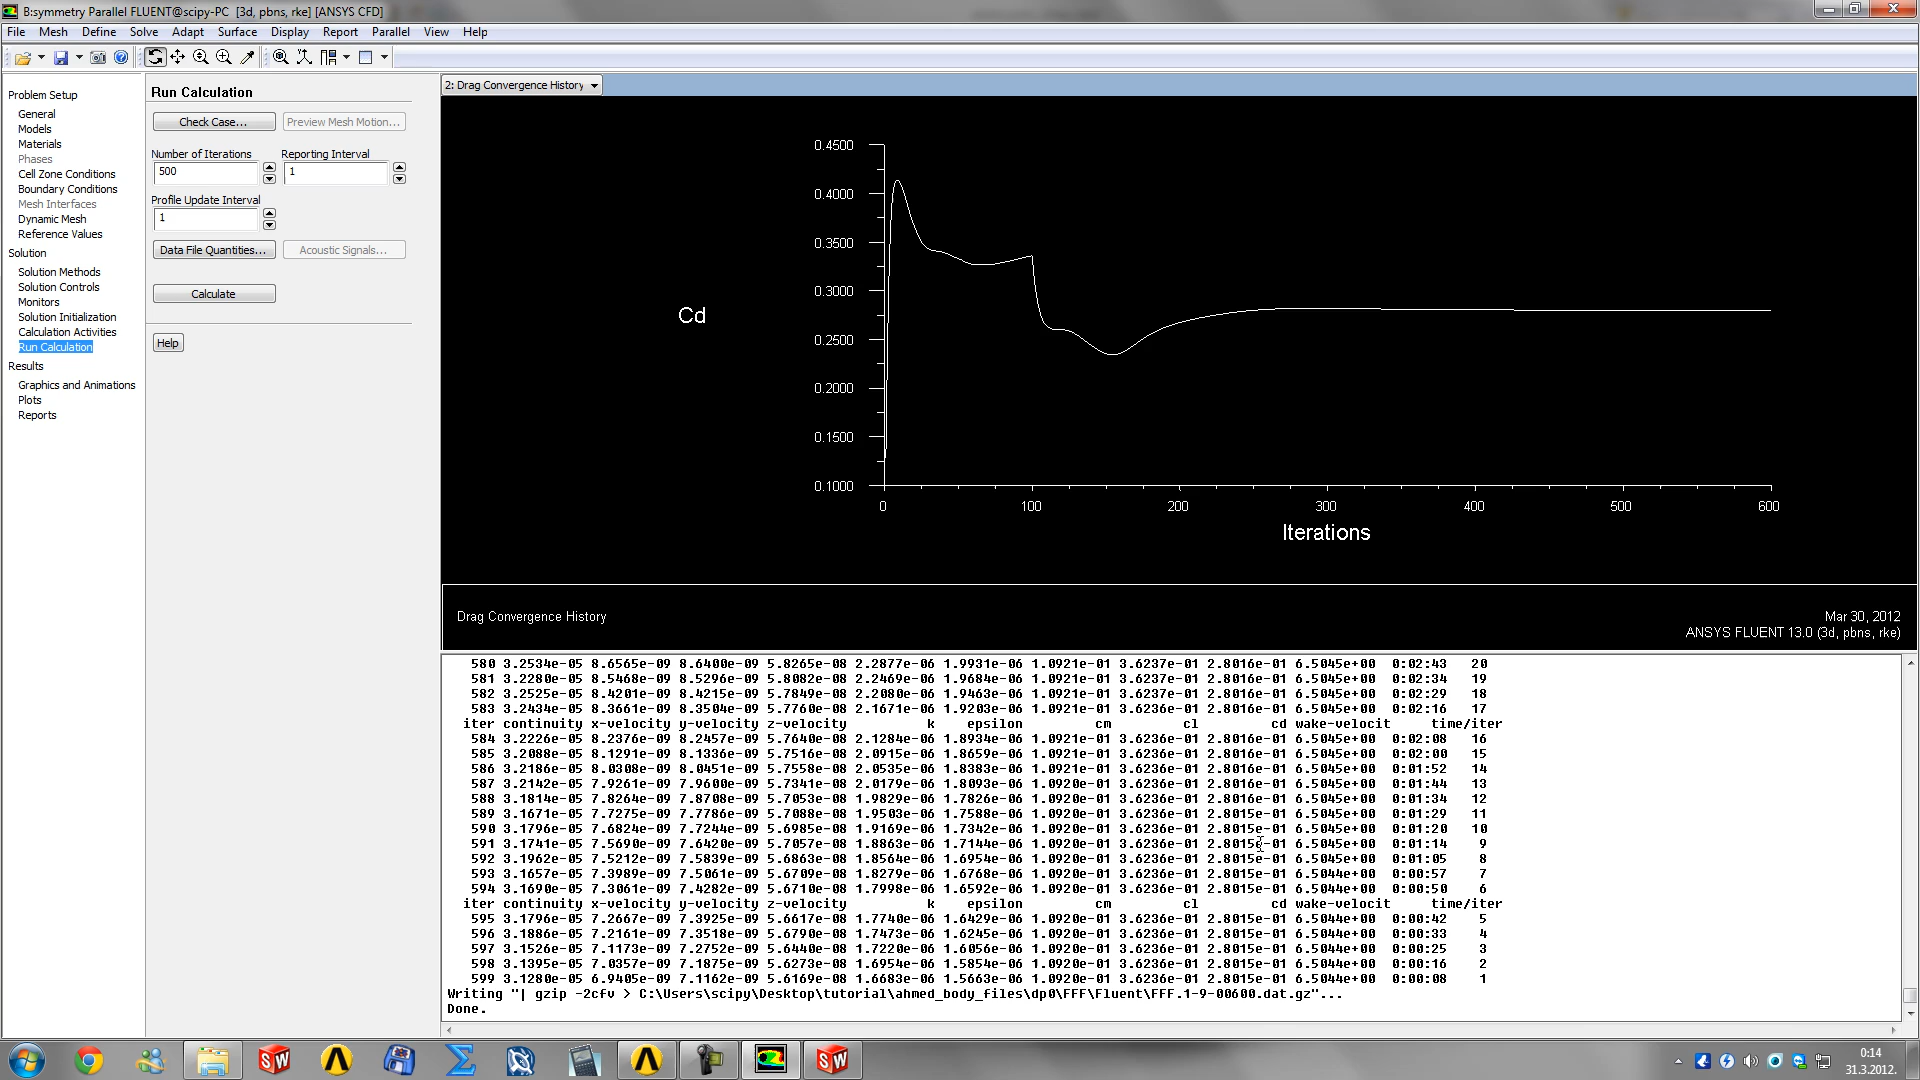 B:symmetry Parallel FLUENT@scipy-PC [3d, pbns, rke] [ANSYS CFD]
File Mesh Define Solve Adapt Surface Display Report Parallel View Help
Problem Setup
General
Models
Materials
Phases
Cell Zone Conditions
Boundary Conditions
Mesh Interfaces
Dynamic Mesh
Reference Values
Solution
Solution Methods
Solution Controls
Monitors
Solution Initialization
Calculation Activities
Run Calculation
Results
Graphics and Animations
Plots
Reports
Run Calculation
Check Case...
Preview Mesh Motion...
Number of Iterations
Reporting Interval
500
1
Profile Update Interval
1
Data File Quantities...
Acoustic Signals...
Calculate
Help
2: Drag Convergence History
0.4500
0.4000
0.3500
0.3000
0.2500
0.2000
0.1500
0.1000
Cd
0 100 200 300 400 500 600
Iterations
Drag Convergence History
Mar 30, 2012
ANSYS FLUENT 13.0 (3d, pbns, rke)
580 3.2534e-05 8.6565e-09 8.6400e-09 5.8265e-08 2.2877e-06 1.9931e-06 1.0921e-01 3.6237e-01 2.8016e-01 6.5045e+00 0:02:43 20
581 3.2280e-05 8.5468e-09 8.5296e-09 5.8082e-08 2.2469e-06 1.9684e-06 1.0921e-01 3.6237e-01 2.8016e-01 6.5045e+00 0:02:34 19
582 3.2525e-05 8.4201e-09 8.4215e-09 5.7849e-08 2.2080e-06 1.9463e-06 1.0921e-01 3.6237e-01 2.8016e-01 6.5045e+00 0:02:29 18
583 3.2434e-05 8.3661e-09 8.3504e-09 5.7760e-08 2.1671e-06 1.9203e-06 1.0921e-01 3.6236e-01 2.8016e-01 6.5045e+00 0:02:16 17
iter continuity x-velocity y-velocity z-velocity k epsilon cm cl cd wake-velocit time/iter
584 3.2226e-05 8.2376e-09 8.2457e-09 5.7640e-08 2.1284e-06 1.8934e-06 1.0921e-01 3.6236e-01 2.8016e-01 6.5045e+00 0:02:08 16
585 3.2088e-05 8.1291e-09 8.1336e-09 5.7516e-08 2.0915e-06 1.8659e-06 1.0921e-01 3.6236e-01 2.8016e-01 6.5045e+00 0:02:00 15
586 3.2186e-05 8.0308e-09 8.0451e-09 5.7558e-08 2.0535e-06 1.8383e-06 1.0921e-01 3.6236e-01 2.8016e-01 6.5045e+00 0:01:52 14
587 3.2142e-05 7.9261e-09 7.9600e-09 5.7341e-08 2.0179e-06 1.8093e-06 1.0921e-01 3.6236e-01 2.8016e-01 6.5045e+00 0:01:44 13
588 3.1814e-05 7.8264e-09 7.8708e-09 5.7053e-08 1.9829e-06 1.7826e-06 1.0920e-01 3.6236e-01 2.8016e-01 6.5045e+00 0:01:34 12
589 3.1671e-05 7.7275e-09 7.7786e-09 5.7088e-08 1.9503e-06 1.7588e-06 1.0920e-01 3.6236e-01 2.8015e-01 6.5045e+00 0:01:29 11
590 3.1796e-05 7.6824e-09 7.7244e-09 5.6985e-08 1.9169e-06 1.7342e-06 1.0920e-01 3.6236e-01 2.8015e-01 6.5045e+00 0:01:20 10
591 3.1741e-05 7.5690e-09 7.6420e-09 5.7057e-08 1.8863e-06 1.7144e-06 1.0920e-01 3.6236e-01 2.8015e-01 6.5045e+00 0:01:14 9
592 3.1962e-05 7.5212e-09 7.5839e-09 5.6863e-08 1.8564e-06 1.6954e-06 1.0920e-01 3.6236e-01 2.8015e-01 6.5045e+00 0:01:05 8
593 3.1657e-05 7.3989e-09 7.5061e-09 5.6709e-08 1.8279e-06 1.6768e-06 1.0920e-01 3.6236e-01 2.8015e-01 6.5044e+00 0:00:57 7
594 3.1690e-05 7.3061e-09 7.4282e-09 5.6710e-08 1.7998e-06 1.6592e-06 1.0920e-01 3.6236e-01 2.8015e-01 6.5044e+00 0:00:50 6
iter continuity x-velocity y-velocity z-velocity k epsilon cm cl cd wake-velocit time/iter
595 3.1796e-05 7.2667e-09 7.3925e-09 5.6617e-08 1.7740e-06 1.6429e-06 1.0920e-01 3.6236e-01 2.8015e-01 6.5044e+00 0:00:42 5
596 3.1886e-05 7.2161e-09 7.3518e-09 5.6790e-08 1.7473e-06 1.6245e-06 1.0920e-01 3.6236e-01 2.8015e-01 6.5044e+00 0:00:33 4
597 3.1526e-05 7.1173e-09 7.2752e-09 5.6440e-08 1.7220e-06 1.6056e-06 1.0920e-01 3.6236e-01 2.8015e-01 6.5044e+00 0:00:25 3
598 3.1395e-05 7.0357e-09 7.1875e-09 5.6273e-08 1.6954e-06 1.5854e-06 1.0920e-01 3.6236e-01 2.8015e-01 6.5044e+00 0:00:16 2
599 3.1280e-05 6.9405e-09 7.1162e-09 5.6169e-08 1.6683e-06 1.5663e-06 1.0920e-01 3.6236e-01 2.8015e-01 6.5044e+00 0:00:08 1
Writing "| gzip -2cfv > C:\Users\scipy\Desktop\tutorial\ahmed_body_files\dp0\FFF\Fluent\FFF.1-9-00600.dat.gz"...
Done.
0:14
31.3.2012.